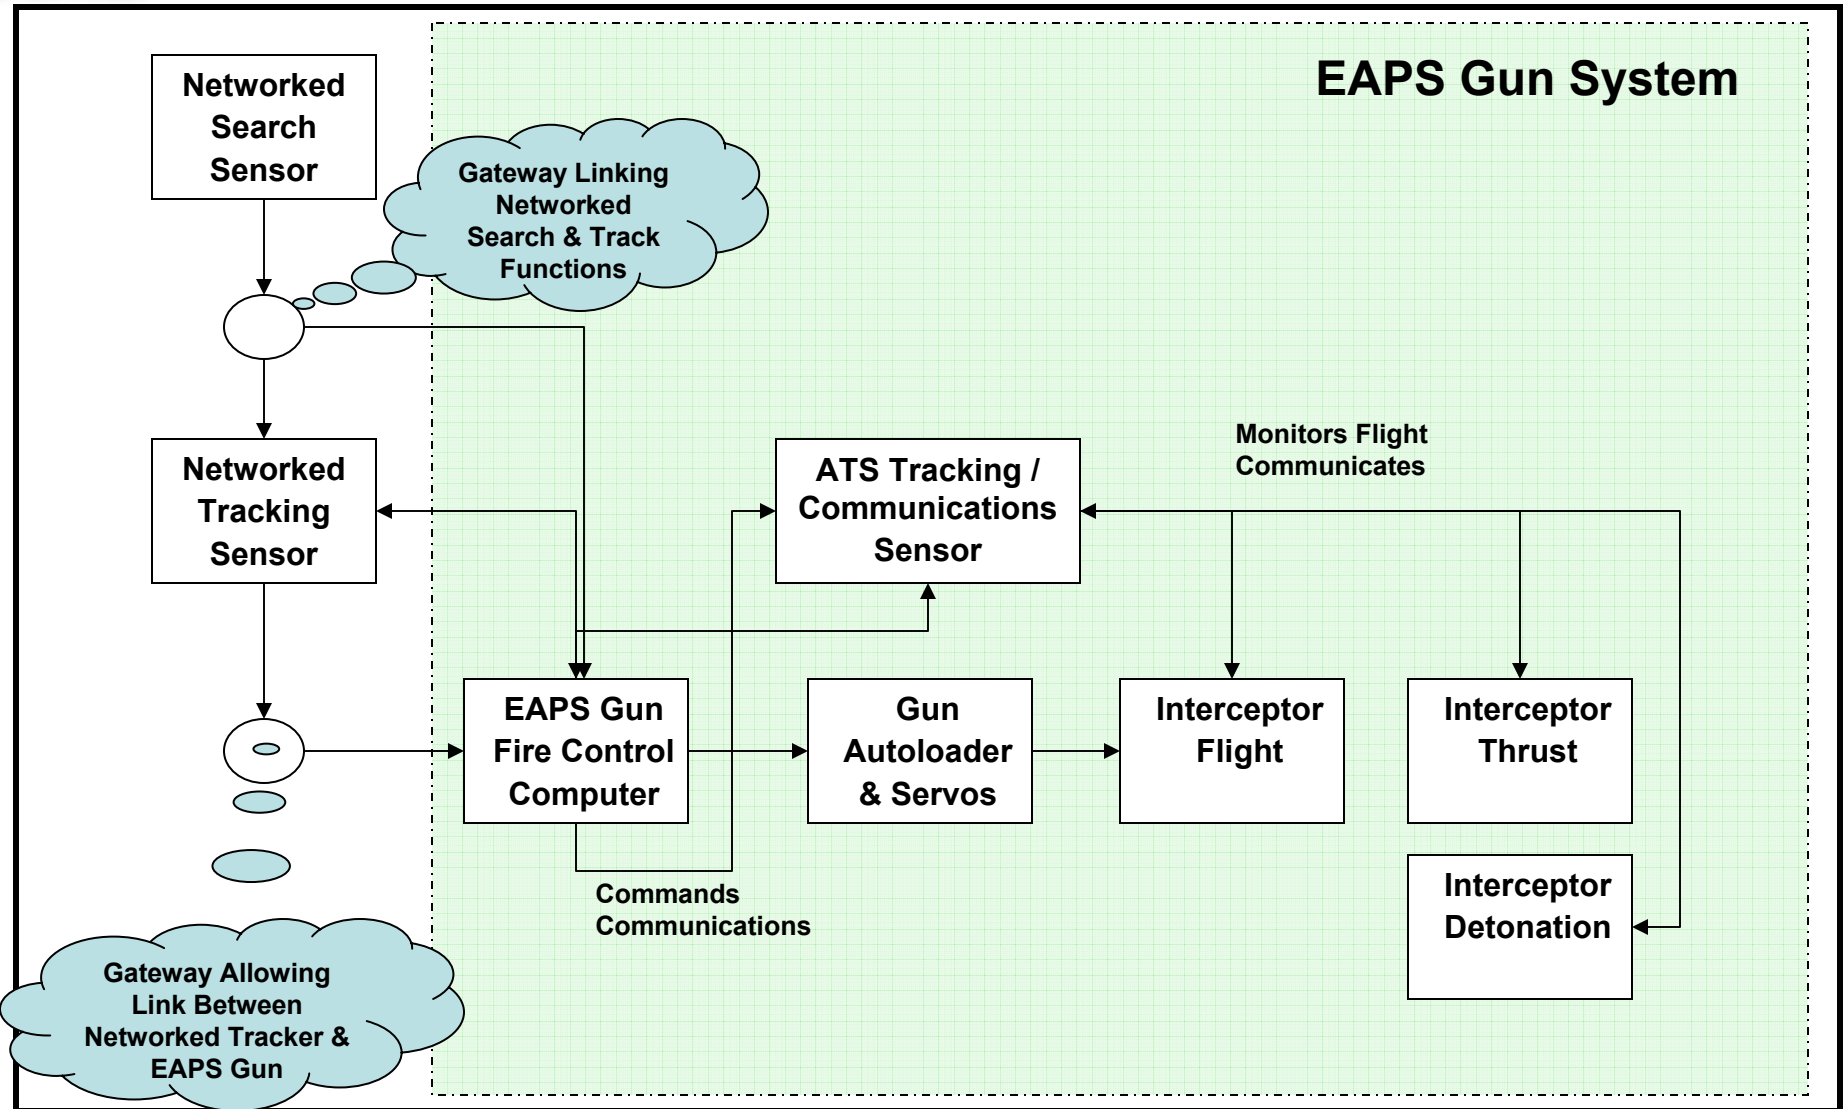 EAPS Gun System
Networked
Search
Sensor
Gateway Linking
Networked
Search & Track
Functions
Networked
Tracking
Sensor
ATS Tracking /
Communications
Sensor
Monitors Flight
Communicates
EAPS Gun
Fire Control
Computer
Gun
Autoloader
& Servos
Interceptor
Flight
Interceptor
Thrust
Interceptor
Detonation
Commands
Communications
Gateway Allowing
Link Between
Networked Tracker &
EAPS Gun